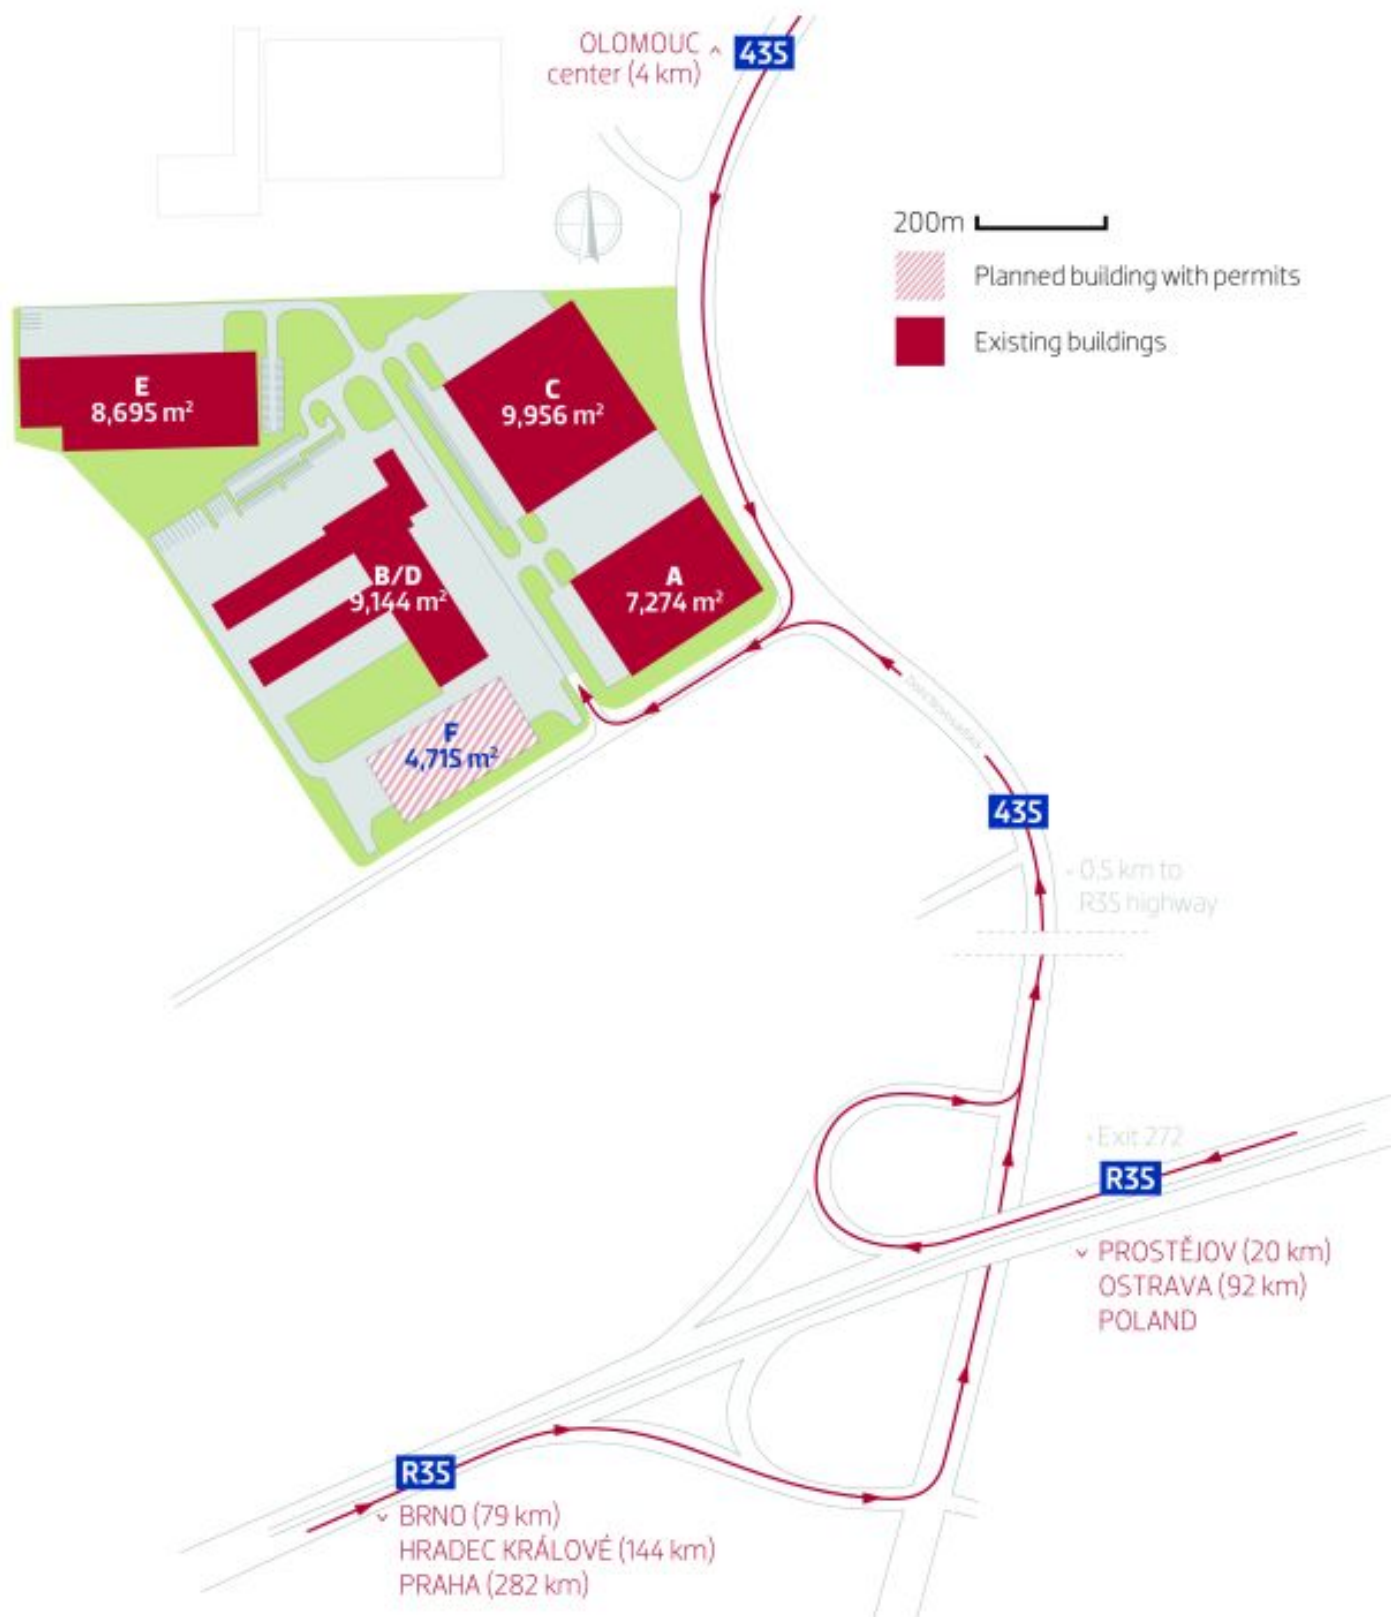 OLOMOUC
center (4 km)
435
200m
Planned building with permits
Existing buildings
E
8,695 m²
C
9,956 m²
B/D
9,144 m²
A
7,274 m²
F
4,715 m²
435
0,5 km to
R35 highway
Exit 272
R35
PROSTĚJOV (20 km)
OSTRAVA (92 km)
POLAND
R35
BRNO (79 km)
HRADEC KRÁLOVÉ (144 km)
PRAHA (282 km)